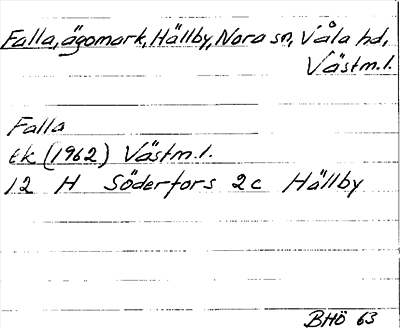 Falla, ägomark, Hällby, Nora sn, Våla hd,
Västm.l.
Falla
Ek (1962) Västm.l.
12 H Söderfors 2c Hällby
BHÖ 63